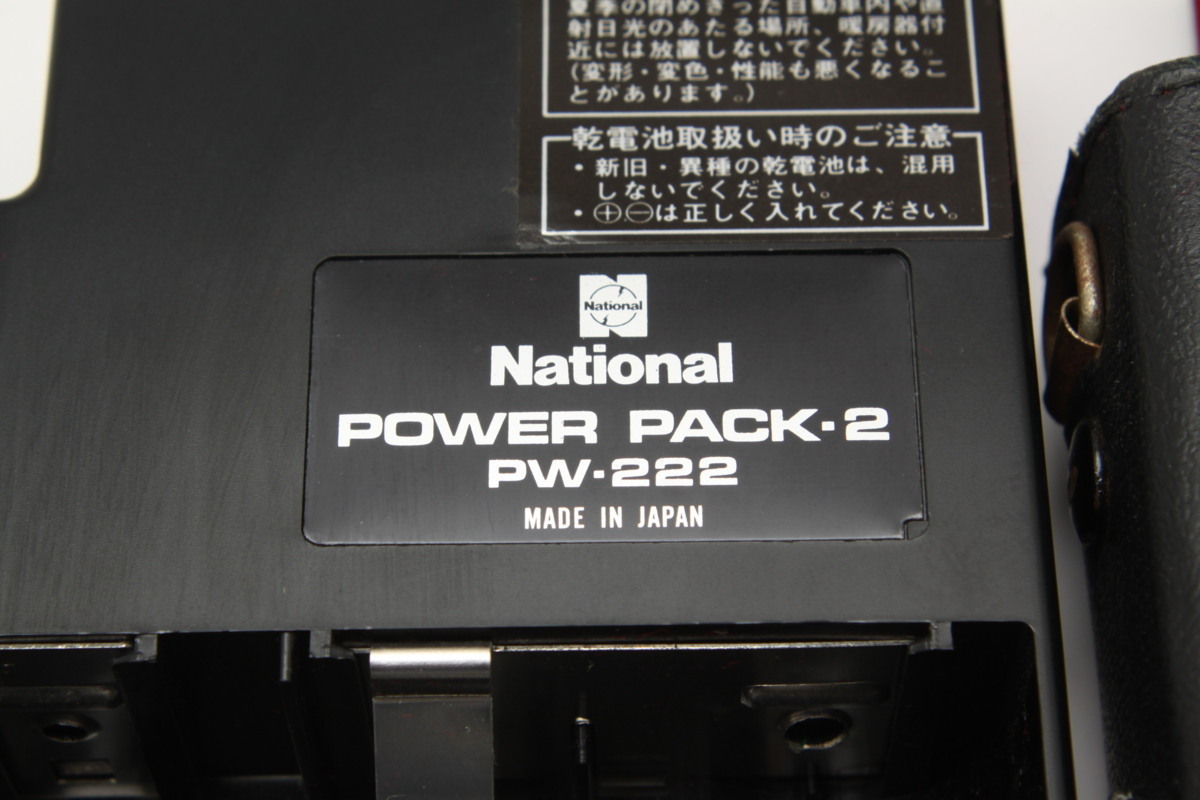 夏季の閉めきった自動車内や直
射日光のあたる場所、暖房器付
近には放置しないでください。
(変形・変色・性能も悪くなるこ
とがあります。)
乾電池取扱い時のご注意
・新旧・異種の乾電池は、混用
しないでください。
・⊕⊖は正しく入れてください。
National
National
POWER PACK-2
PW-222
MADE IN JAPAN